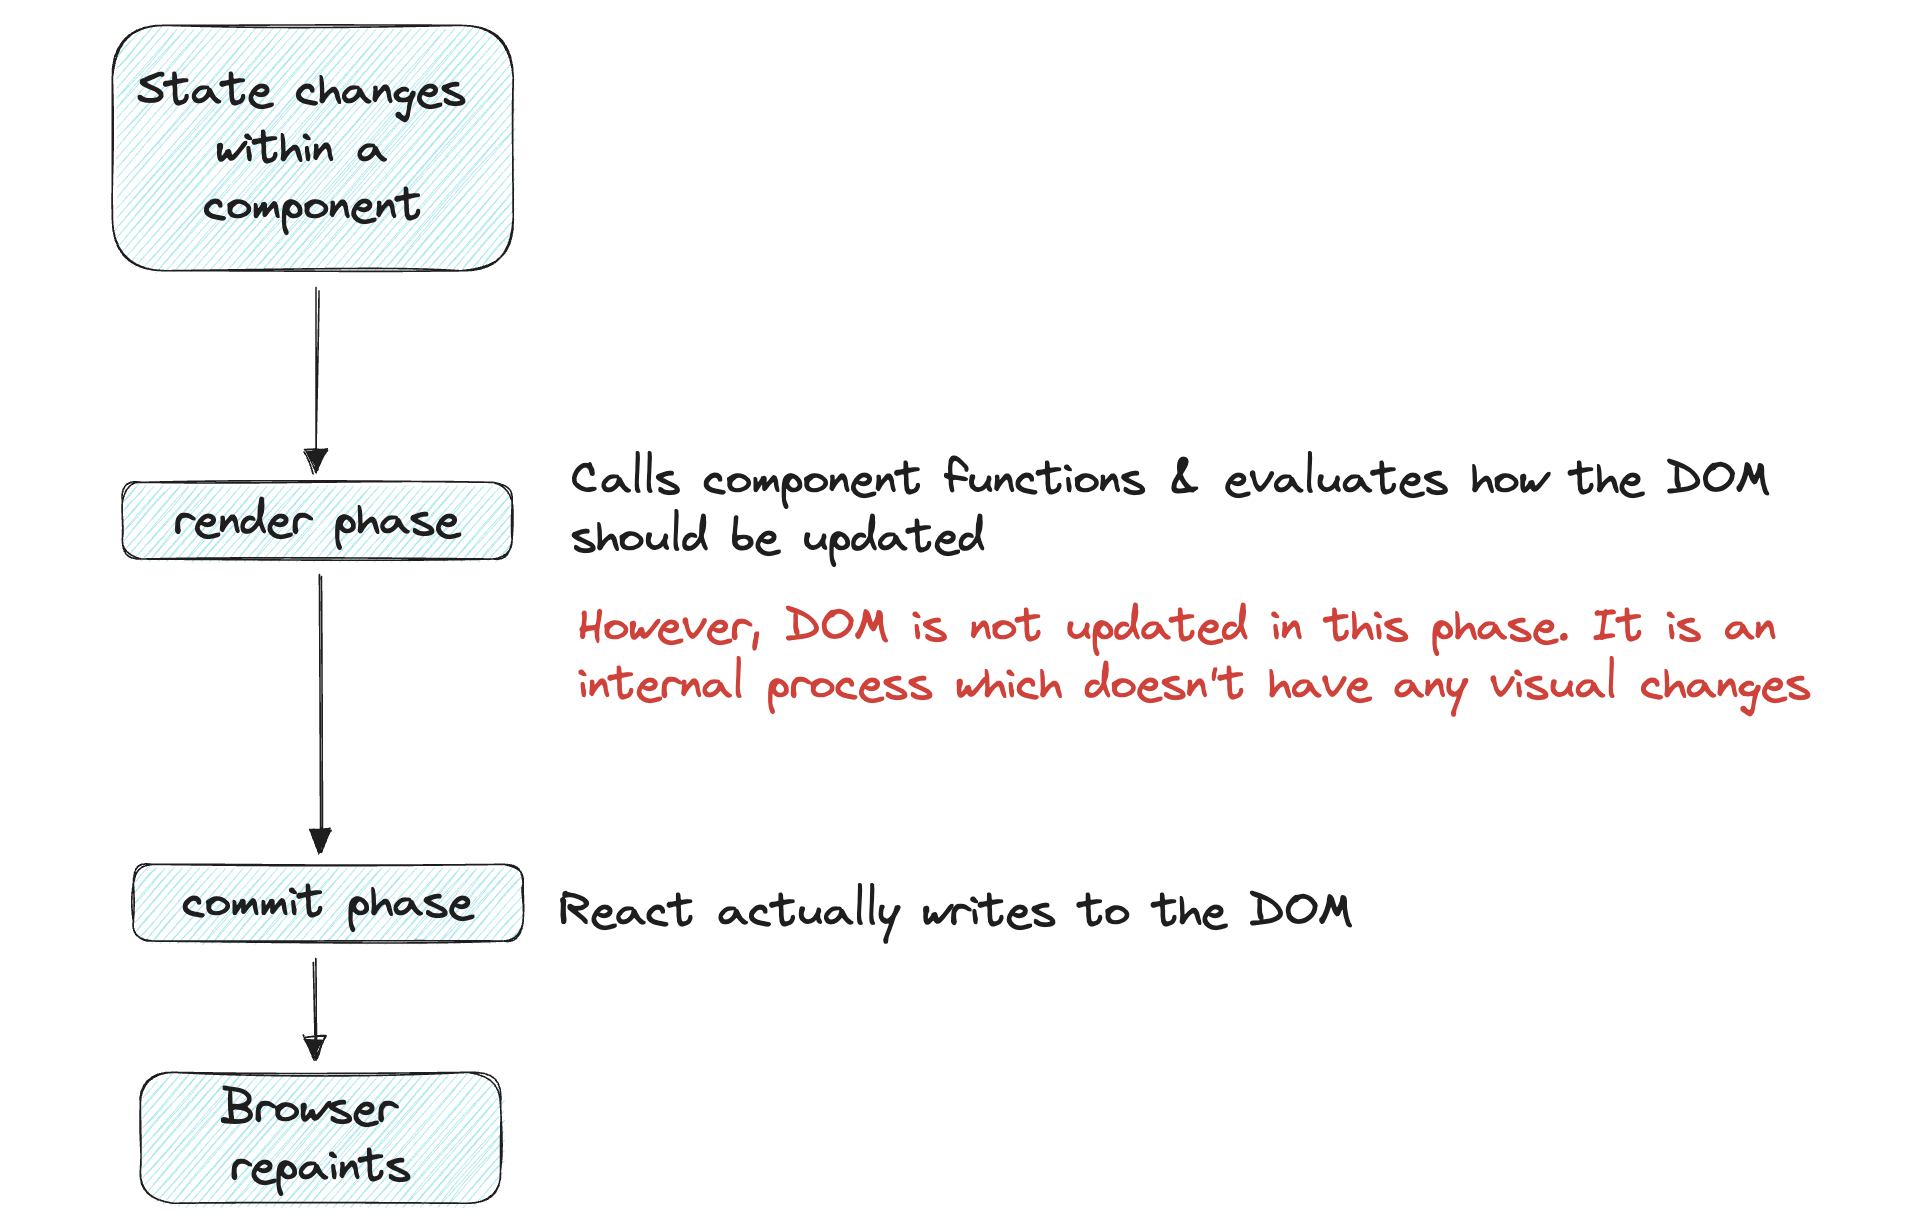 State changes
within a
component
render phase
Calls component functions & evaluates how the DOM
should be updated
However, DOM is not updated in this phase. It is an
internal process which doesn't have any visual changes
commit phase
React actually writes to the DOM
Browser
repaints